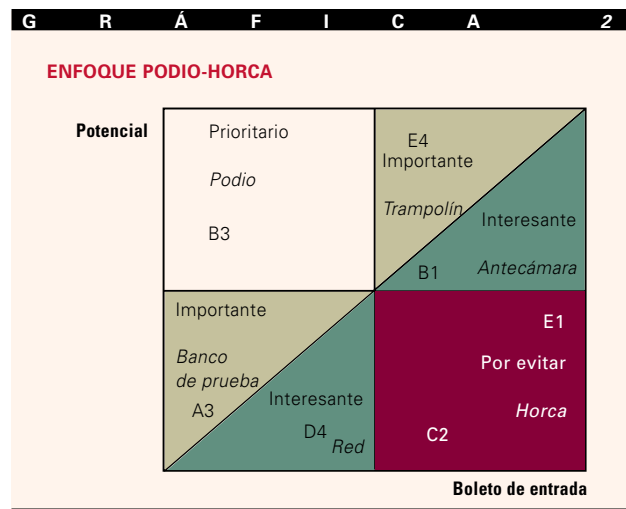 GRÁFICA 2
ENFOQUE PODIO-HORCA
Potencial
Prioritario
Podio
B3
E4
Importante
Trampolín
Interesante
Antecámara
B1
Importante
Banco
de prueba
A3
Interesante
D4
Red
E1
Por evitar
Horca
C2
Boleto de entrada